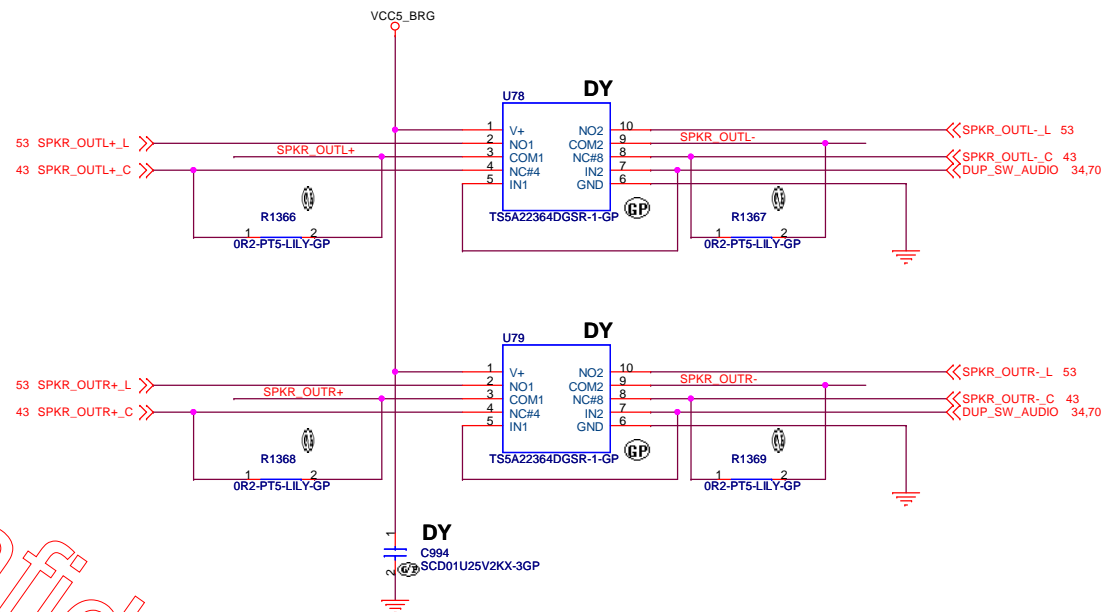 VCC5_BRG
U78 DY
53 SPKR_OUTL+_L
SPKR_OUTL+
43 SPKR_OUTL+_C
1 V+
2 NO1
3 COM1
4 NC#4
5 IN1
NO2 10
COM2 9
NC#8 8
IN2 7
GND 6
TS5A22364DGSR-1-GP GP
SPKR_OUTL-
SPKR_OUTL-_L 53
SPKR_OUTL-_C 43
DUP_SW_AUDIO 34,70
R1366
1 2
0R2-PT5-LILY-GP
R1367
1 2
0R2-PT5-LILY-GP
U79 DY
53 SPKR_OUTR+_L
SPKR_OUTR+
43 SPKR_OUTR+_C
1 V+
2 NO1
3 COM1
4 NC#4
5 IN1
NO2 10
COM2 9
NC#8 8
IN2 7
GND 6
TS5A22364DGSR-1-GP GP
SPKR_OUTR-
SPKR_OUTR-_L 53
SPKR_OUTR-_C 43
DUP_SW_AUDIO 34,70
R1368
1 2
0R2-PT5-LILY-GP
R1369
1 2
0R2-PT5-LILY-GP
DY
1
C994
SCD01U25V2KX-3GP
2